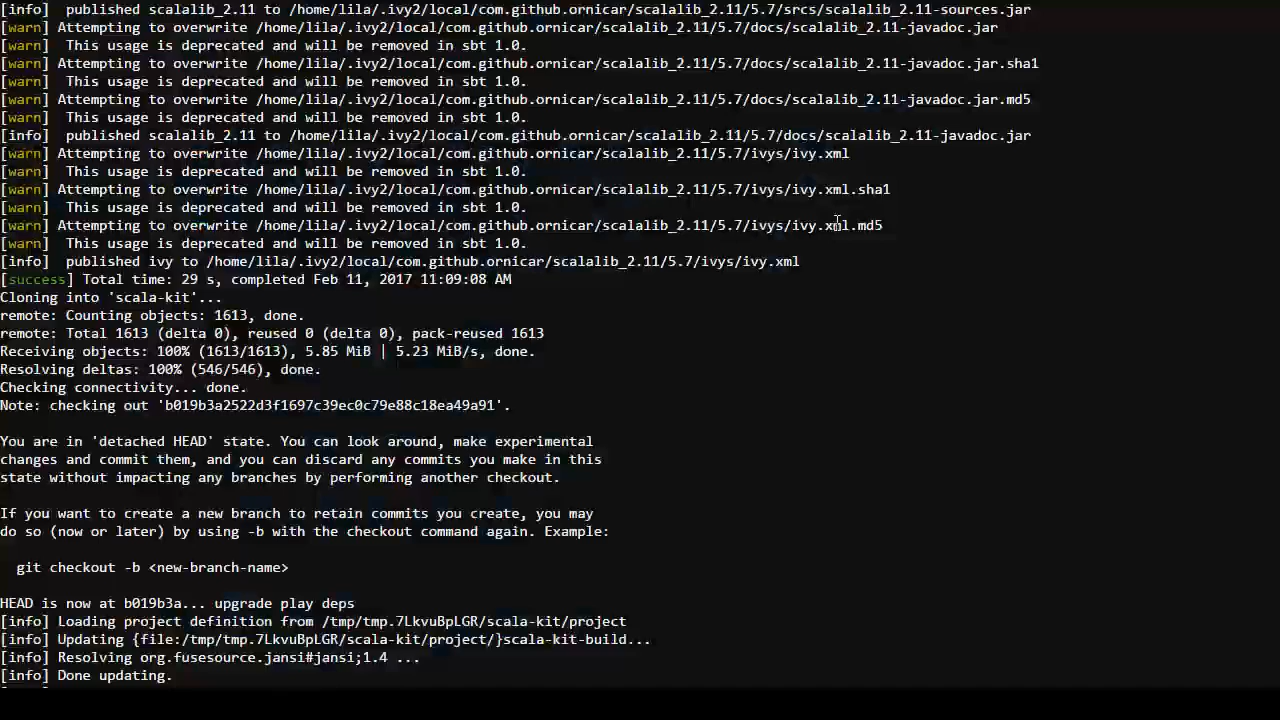 [info]  published scalalib_2.11 to /home/lila/.ivy2/local/com.github.ornicar/scalalib_2.11/5.7/srcs/scalalib_2.11-sources.jar
[warn] Attempting to overwrite /home/lila/.ivy2/local/com.github.ornicar/scalalib_2.11/5.7/docs/scalalib_2.11-javadoc.jar
[warn]  This usage is deprecated and will be removed in sbt 1.0.
[warn] Attempting to overwrite /home/lila/.ivy2/local/com.github.ornicar/scalalib_2.11/5.7/docs/scalalib_2.11-javadoc.jar.sha1
[warn]  This usage is deprecated and will be removed in sbt 1.0.
[warn] Attempting to overwrite /home/lila/.ivy2/local/com.github.ornicar/scalalib_2.11/5.7/docs/scalalib_2.11-javadoc.jar.md5
[warn]  This usage is deprecated and will be removed in sbt 1.0.
[info]  published scalalib_2.11 to /home/lila/.ivy2/local/com.github.ornicar/scalalib_2.11/5.7/docs/scalalib_2.11-javadoc.jar
[warn] Attempting to overwrite /home/lila/.ivy2/local/com.github.ornicar/scalalib_2.11/5.7/ivys/ivy.xml
[warn]  This usage is deprecated and will be removed in sbt 1.0.
[warn] Attempting to overwrite /home/lila/.ivy2/local/com.github.ornicar/scalalib_2.11/5.7/ivys/ivy.xml.sha1
[warn]  This usage is deprecated and will be removed in sbt 1.0.
[warn] Attempting to overwrite /home/lila/.ivy2/local/com.github.ornicar/scalalib_2.11/5.7/ivys/ivy.xml.md5
[warn]  This usage is deprecated and will be removed in sbt 1.0.
[info]  published ivy to /home/lila/.ivy2/local/com.github.ornicar/scalalib_2.11/5.7/ivys/ivy.xml
[success] Total time: 29 s, completed Feb 11, 2017 11:09:08 AM
Cloning into 'scala-kit'...
remote: Counting objects: 1613, done.
remote: Total 1613 (delta 0), reused 0 (delta 0), pack-reused 1613
Receiving objects: 100% (1613/1613), 5.85 MiB | 5.23 MiB/s, done.
Resolving deltas: 100% (546/546), done.
Checking connectivity... done.
Note: checking out 'b019b3a2522d3f1697c39ec0c79e88c18ea49a91'.
You are in 'detached HEAD' state. You can look around, make experimental
changes and commit them, and you can discard any commits you make in this
state without impacting any branches by performing another checkout.
If you want to create a new branch to retain commits you create, you may
do so (now or later) by using -b with the checkout command again. Example:
  git checkout -b <new-branch-name>
HEAD is now at b019b3a... upgrade play deps
[info] Loading project definition from /tmp/tmp.7LkvuBpLGR/scala-kit/project
[info] Updating {file:/tmp/tmp.7LkvuBpLGR/scala-kit/project/}scala-kit-build...
[info] Resolving org.fusesource.jansi#jansi;1.4 ...
[info] Done updating.